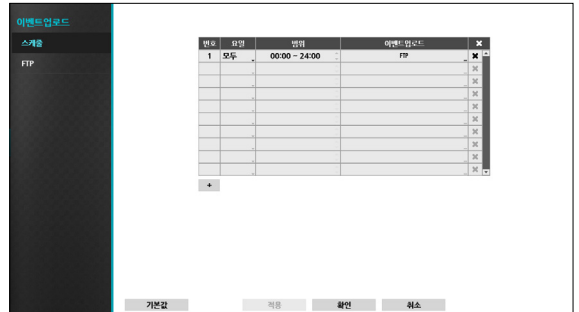 이벤트업로드
스케줄
FTP
번호 요일 범위 이벤트업로드 ✖
1 모두 00:00 ~ 24:00 FTP ✖
+
기본값 적용 확인 취소